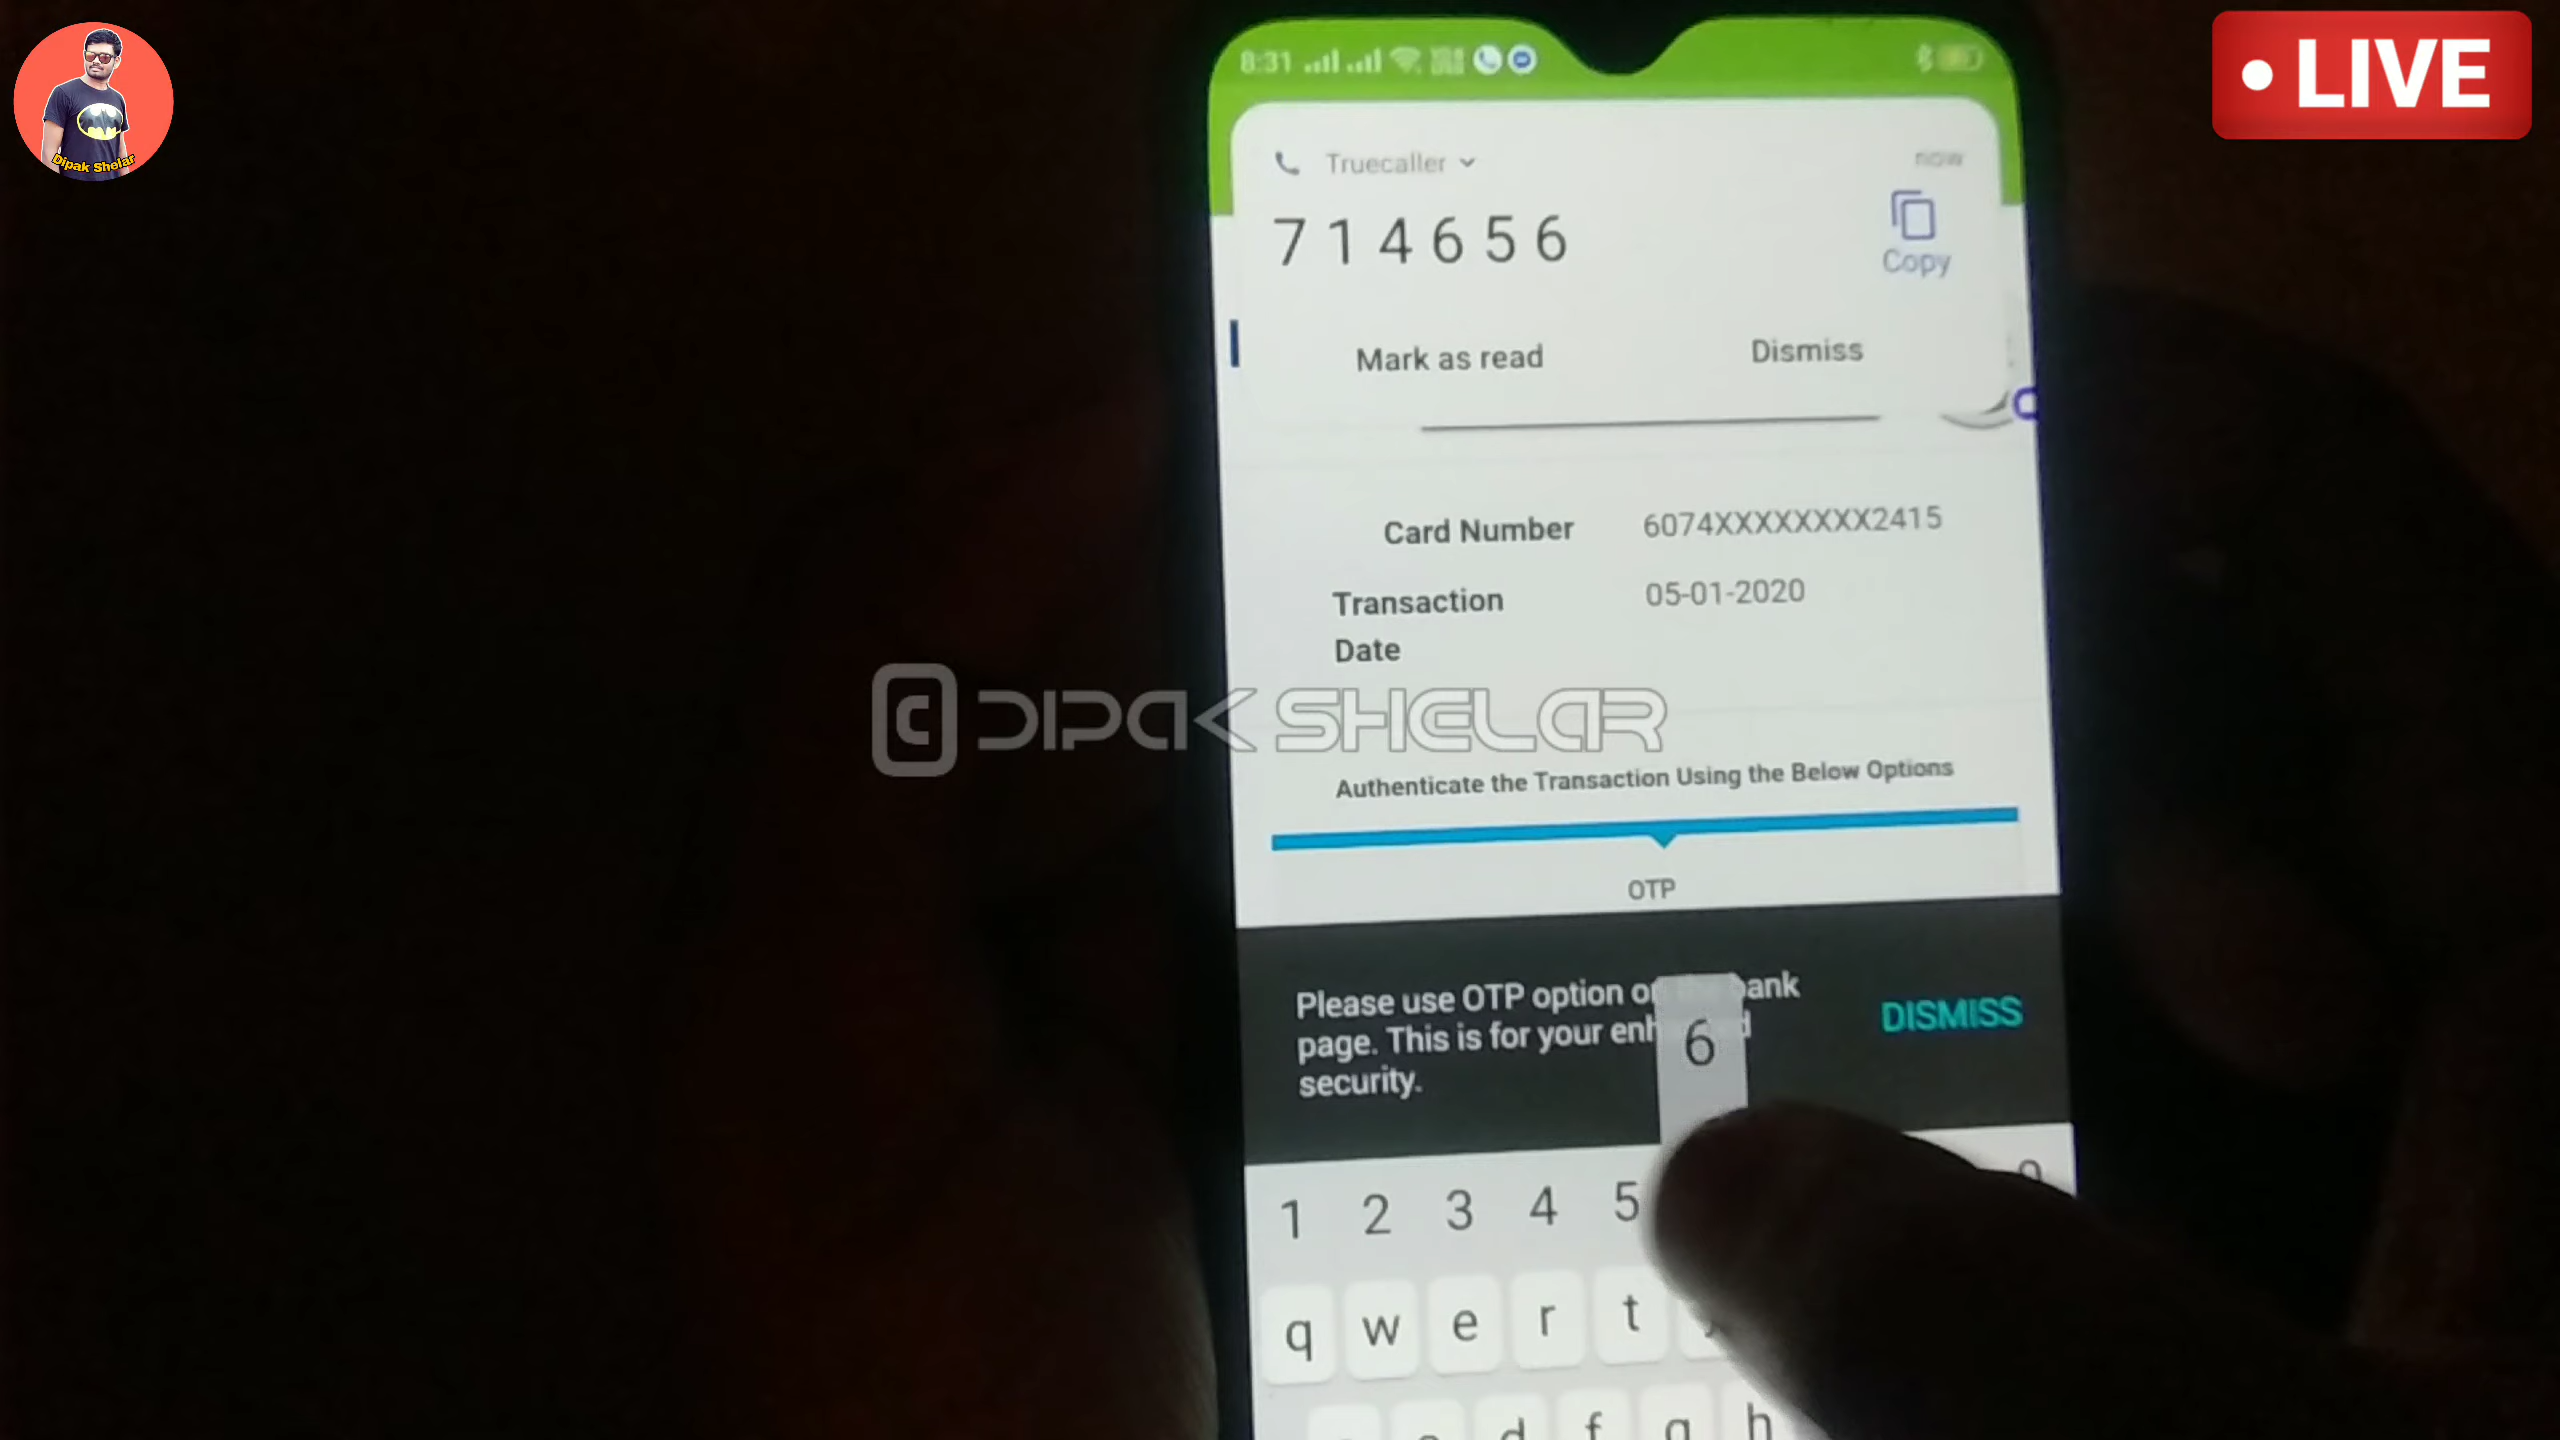 Dipak Shelar
LIVE
8:31
Truecaller
now
714656
Copy
Mark as read
Dismiss
Card Number 6074XXXXXXXX2415
Transaction Date 05-01-2020
DIPAK SHELAR
Authenticate the Transaction Using the Below Options
OTP
Please use OTP option on bank
page. This is for your
security.
DISMISS
6
1 2 3 4 5
q w e r t
d f g h